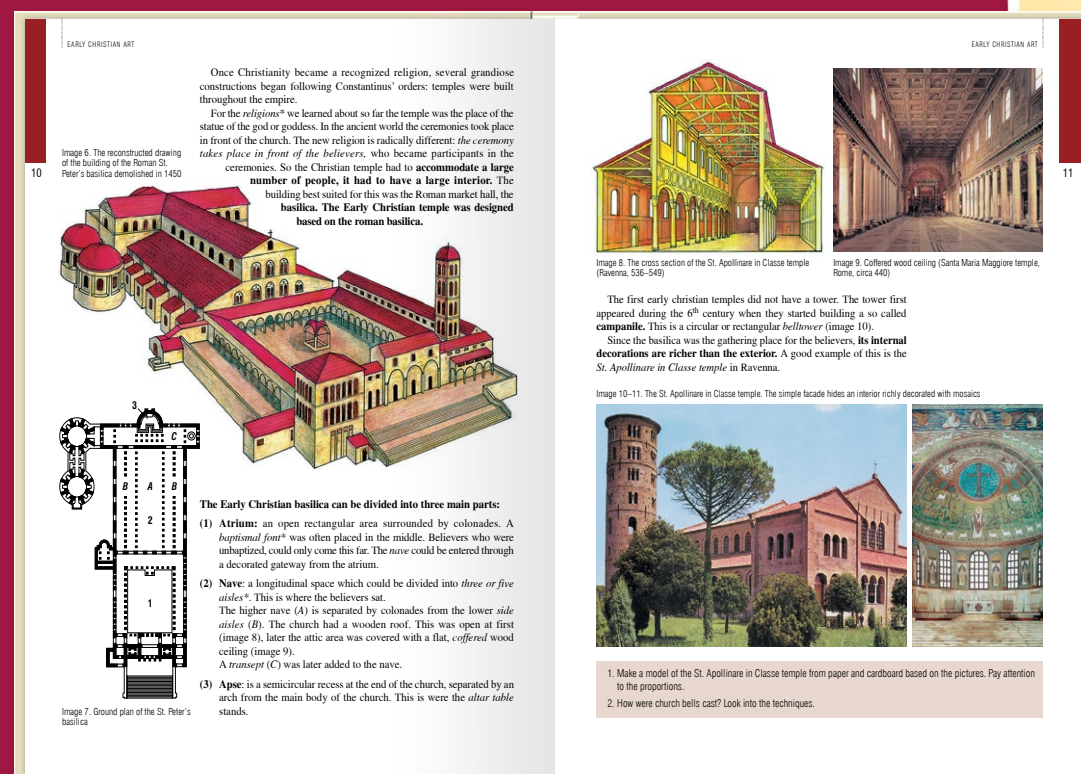 EARLY CHRISTIAN ART
Once Christianity became a recognized religion, several grandiose
constructions began following Constantinus' orders: temples were built
throughout the empire.
For the religions* we learned about so far the temple was the place of the
statue of the god or goddess. In the ancient world the ceremonies took place
in front of the church. The new religion is radically different: the ceremony
takes place in front of the believers, who became participants in the
ceremonies. So the Christian temple had to accommodate a large
number of people, it had to have a large interior. The
building best suited for this was the Roman market hall, the
basilica. The Early Christian temple was designed
based on the roman basilica.
Image 6. The reconstructed drawing
of the building of the Roman St.
Peter's basilica demolished in 1450
10
3
C
B A B
2
1
Image 7. Ground plan of the St. Peter's
basilica
The Early Christian basilica can be divided into three main parts:
(1) Atrium: an open rectangular area surrounded by colonades. A
baptismal font* was often placed in the middle. Believers who were
unbaptized, could only come this far. The nave could be entered through
a decorated gateway from the atrium.
(2) Nave: a longitudinal space which could be divided into three or five
aisles*. This is where the believers sat.
The higher nave (A) is separated by colonades from the lower side
aisles (B). The church had a wooden roof. This was open at first
(image 8), later the attic area was covered with a flat, coffered wood
ceiling (image 9).
A transept (C) was later added to the nave.
(3) Apse: is a semicircular recess at the end of the church, separated by an
arch from the main body of the church. This is were the altar table
stands.
EARLY CHRISTIAN ART
11
Image 8. The cross section of the St. Apollinare in Classe temple
(Ravenna, 536–549)
Image 9. Coffered wood ceiling (Santa Maria Maggiore temple,
Rome, circa 440)
The first early christian temples did not have a tower. The tower first
appeared during the 6th century when they started building a so called
campanile. This is a circular or rectangular belltower (image 10).
Since the basilica was the gathering place for the believers, its internal
decorations are richer than the exterior. A good example of this is the
St. Apollinare in Classe temple in Ravenna.
Image 10–11. The St. Apollinare in Classe temple. The simple facade hides an interior richly decorated with mosaics
1. Make a model of the St. Apollinare in Classe temple from paper and cardboard based on the pictures. Pay attention
to the proportions.
2. How were church bells cast? Look into the techniques.